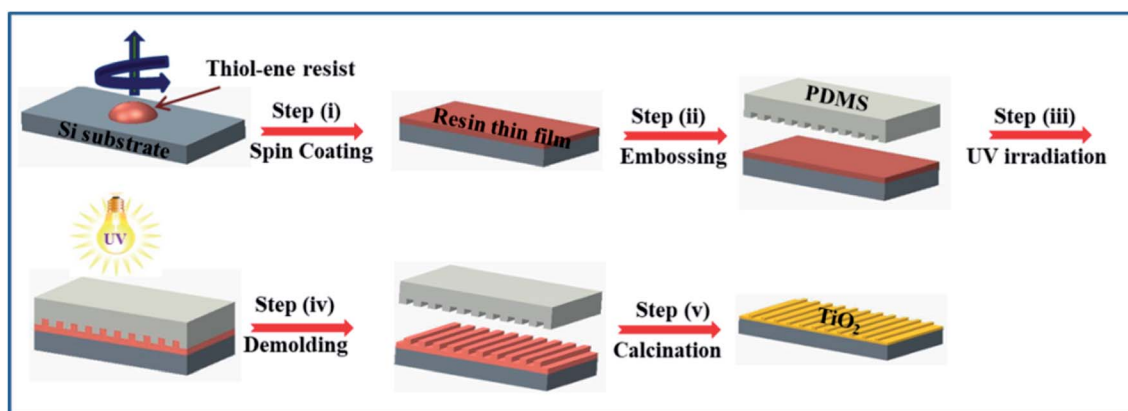 Thiol-ene resist
Si substrate
Step (i)
Spin Coating
Resin thin film
Step (ii)
Embossing
PDMS
Step (iii)
UV irradiation
UV
Step (iv)
Demolding
Step (v)
Calcination
TiO₂